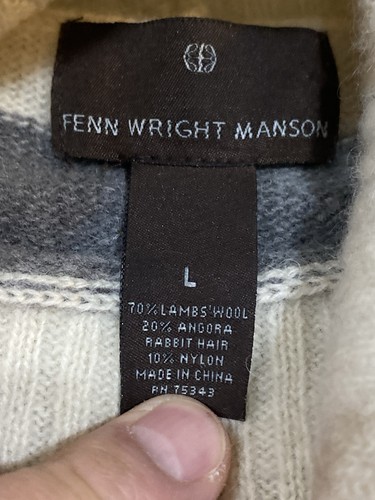 FENN WRIGHT MANSON
L
70% LAMBS' WOOL
20% ANGORA
RABBIT HAIR
10% NYLON
MADE IN CHINA
RN 75343